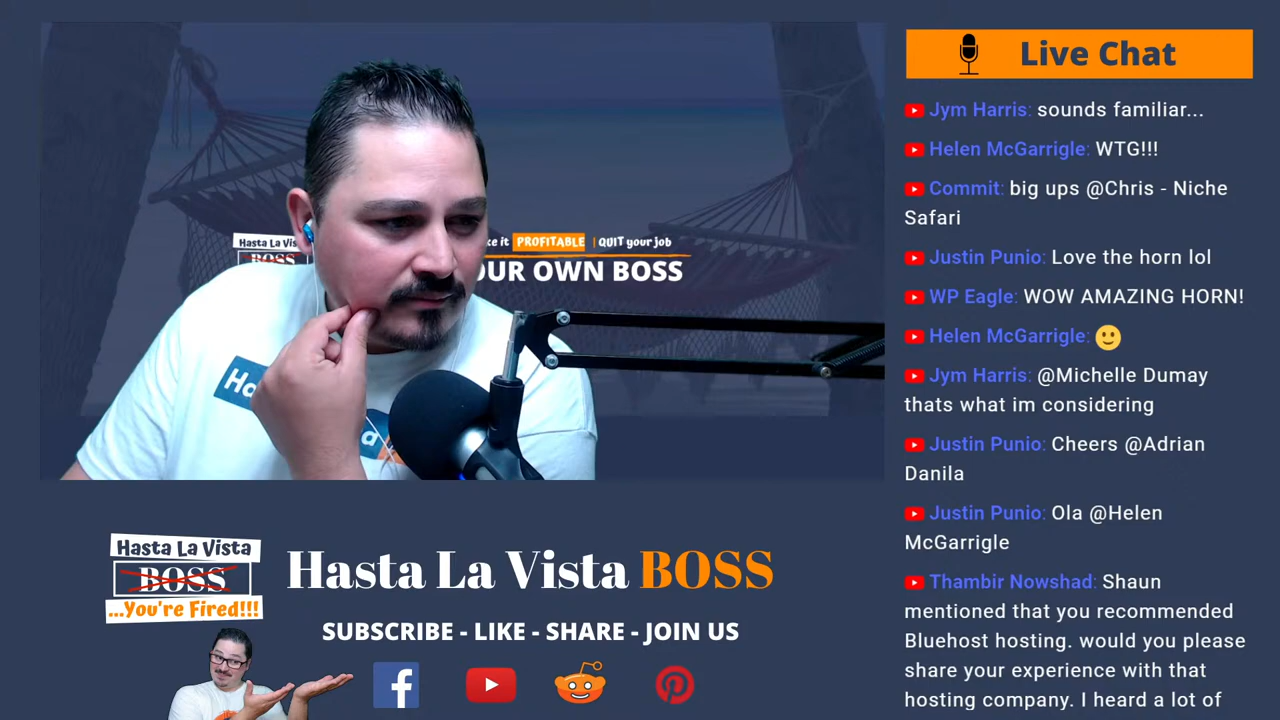 Live Chat
Jym Harris: sounds familiar...
Helen McGarrigle: WTG!!!
Commit: big ups @Chris - Niche
Safari
Justin Punio: Love the horn lol
WP Eagle: WOW AMAZING HORN!
Helen McGarrigle: 🙂
Jym Harris: @Michelle Dumay
thats what im considering
Justin Punio: Cheers @Adrian
Danila
Justin Punio: Ola @Helen
McGarrigle
Thambir Nowshad: Shaun
mentioned that you recommended
Bluehost hosting. would you please
share your experience with that
hosting company. I heard a lot of
Hasta La Vis
BOSS
PROFITABLE | QUIT your job
OUR OWN BOSS
Hasta La Vista
BOSS
...You're Fired!!!
Hasta La Vista BOSS
SUBSCRIBE - LIKE - SHARE - JOIN US